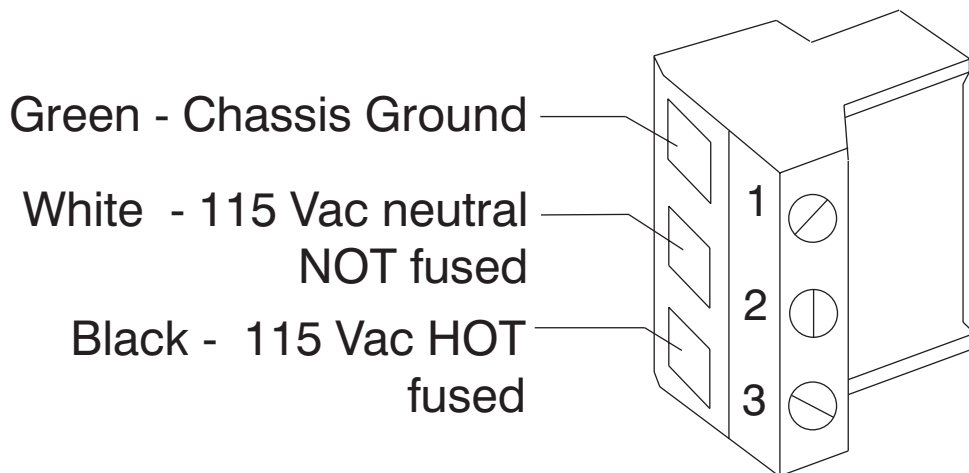 Green - Chassis Ground
White - 115 Vac neutral
NOT fused
Black - 115 Vac HOT
fused
1
2
3